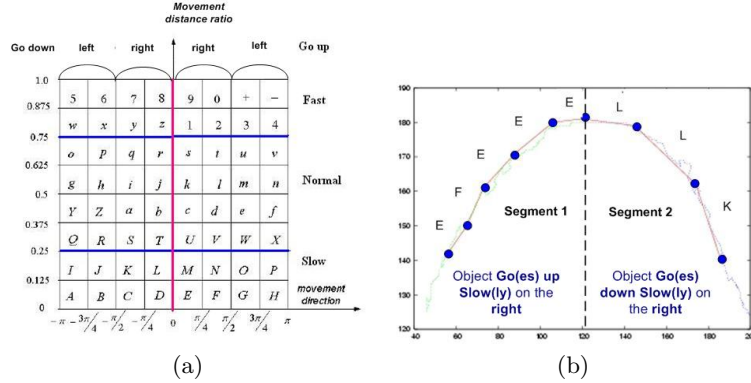 Movement
distance ratio
Go down left right right left Go up
1.0
5 6 7 8 9 0 + − Fast
0.875
w x y z 1 2 3 4
0.75
o p q r s t u v
0.625 Normal
g h i j k l m n
0.5
Y Z a b c d e f
0.375
Q R S T U V W X
0.25
I J K L M N O P Slow
0.125
A B C D E F G H movement
direction
0
−π −3π/4 −π/2 −π/4 0 π/4 π/2 3π/4 π
(a)
190
180
170
160
150
140
130
120
E F E E E L L K
Segment 1 Segment 2
Object Go(es) up
Slow(ly) on the
right
Object Go(es)
down Slow(ly) on
the right
40 60 80 100 120 140 160 180 20
(b)